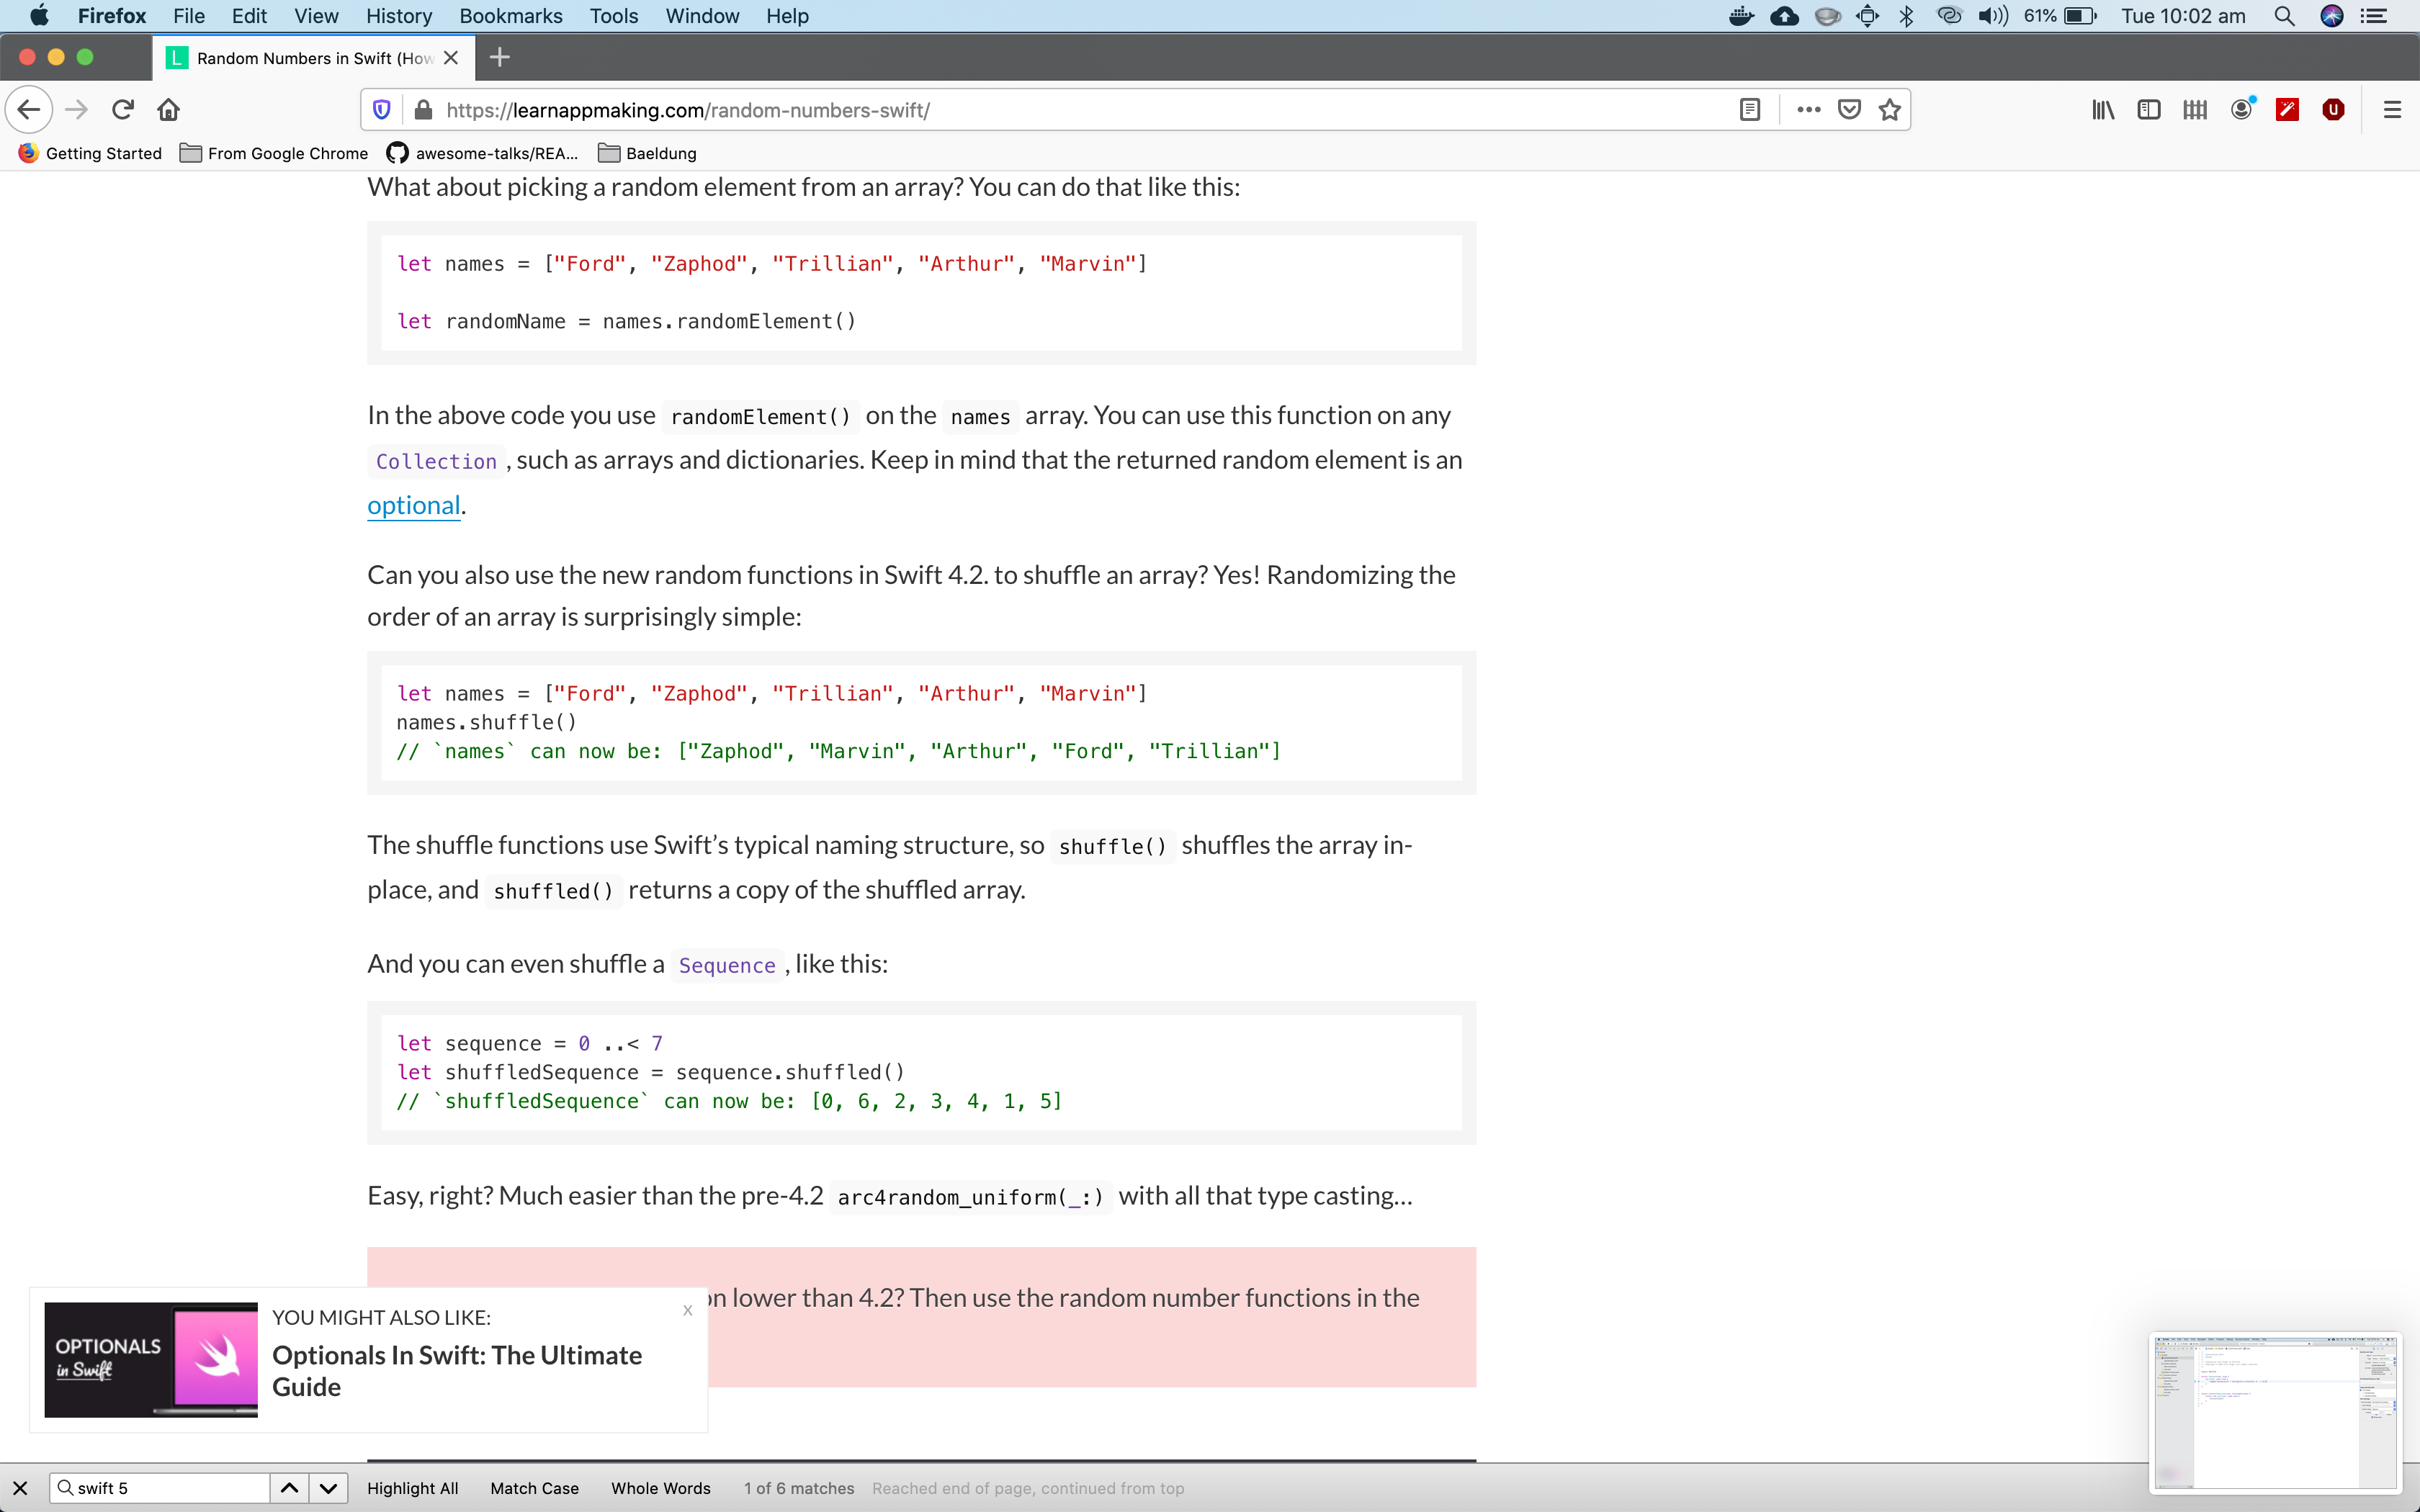 Firefox File Edit View History Bookmarks Tools Window Help 61% Tue 10:02 am
L Random Numbers in Swift (How
https://learnappmaking.com/random-numbers-swift/
Getting Started From Google Chrome awesome-talks/REA... Baeldung
What about picking a random element from an array? You can do that like this:
let names = ["Ford", "Zaphod", "Trillian", "Arthur", "Marvin"]
let randomName = names.randomElement()
In the above code you use randomElement() on the names array. You can use this function on any
Collection , such as arrays and dictionaries. Keep in mind that the returned random element is an
optional.
Can you also use the new random functions in Swift 4.2. to shuffle an array? Yes! Randomizing the
order of an array is surprisingly simple:
let names = ["Ford", "Zaphod", "Trillian", "Arthur", "Marvin"]
names.shuffle()
// `names` can now be: ["Zaphod", "Marvin", "Arthur", "Ford", "Trillian"]
The shuffle functions use Swift’s typical naming structure, so shuffle() shuffles the array in-
place, and shuffled() returns a copy of the shuffled array.
And you can even shuffle a Sequence , like this:
let sequence = 0 ..< 7
let shuffledSequence = sequence.shuffled()
// `shuffledSequence` can now be: [0, 6, 2, 3, 4, 1, 5]
Easy, right? Much easier than the pre-4.2 arc4random_uniform(_:) with all that type casting…
on lower than 4.2? Then use the random number functions in the
OPTIONALS
in Swift
YOU MIGHT ALSO LIKE:
x
Optionals In Swift: The Ultimate
Guide
swift 5 Highlight All Match Case Whole Words 1 of 6 matches Reached end of page, continued from top